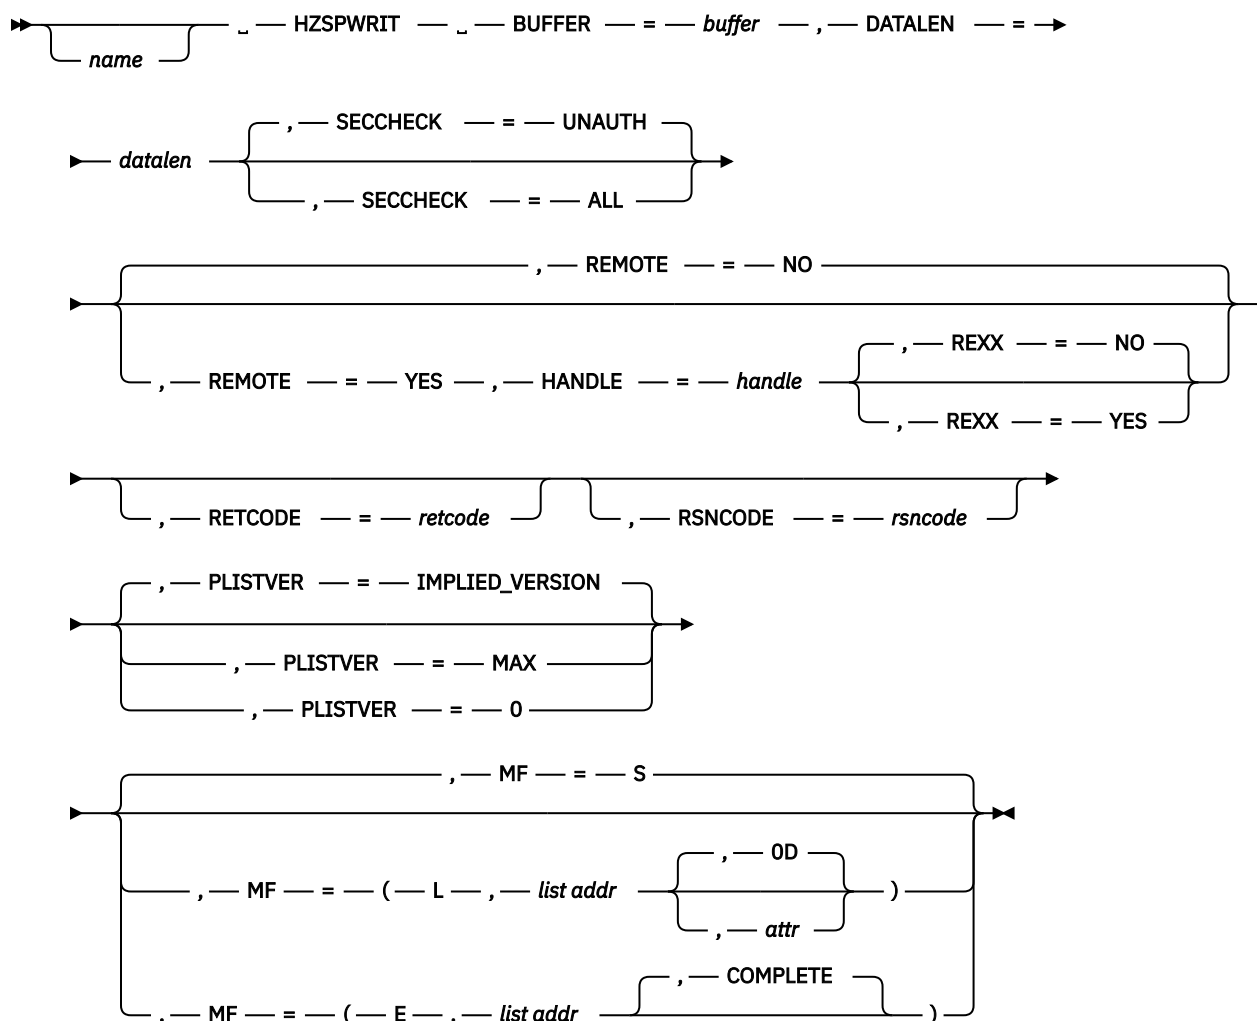 ␣ HZSPWRIT ␣ BUFFER = buffer , DATALEN =
name
, SECCHECK = UNAUTH
datalen
, SECCHECK = ALL
, REMOTE = NO
, REXX = NO
, REMOTE = YES , HANDLE = handle
, REXX = YES
, RETCODE = retcode , RSNCODE = rsncode
, PLISTVER = IMPLIED_VERSION
, PLISTVER = MAX
, PLISTVER = 0
, MF = S
, 0D
, MF = ( L , list addr )
, attr
, COMPLETE
, MF = ( E , list addr )